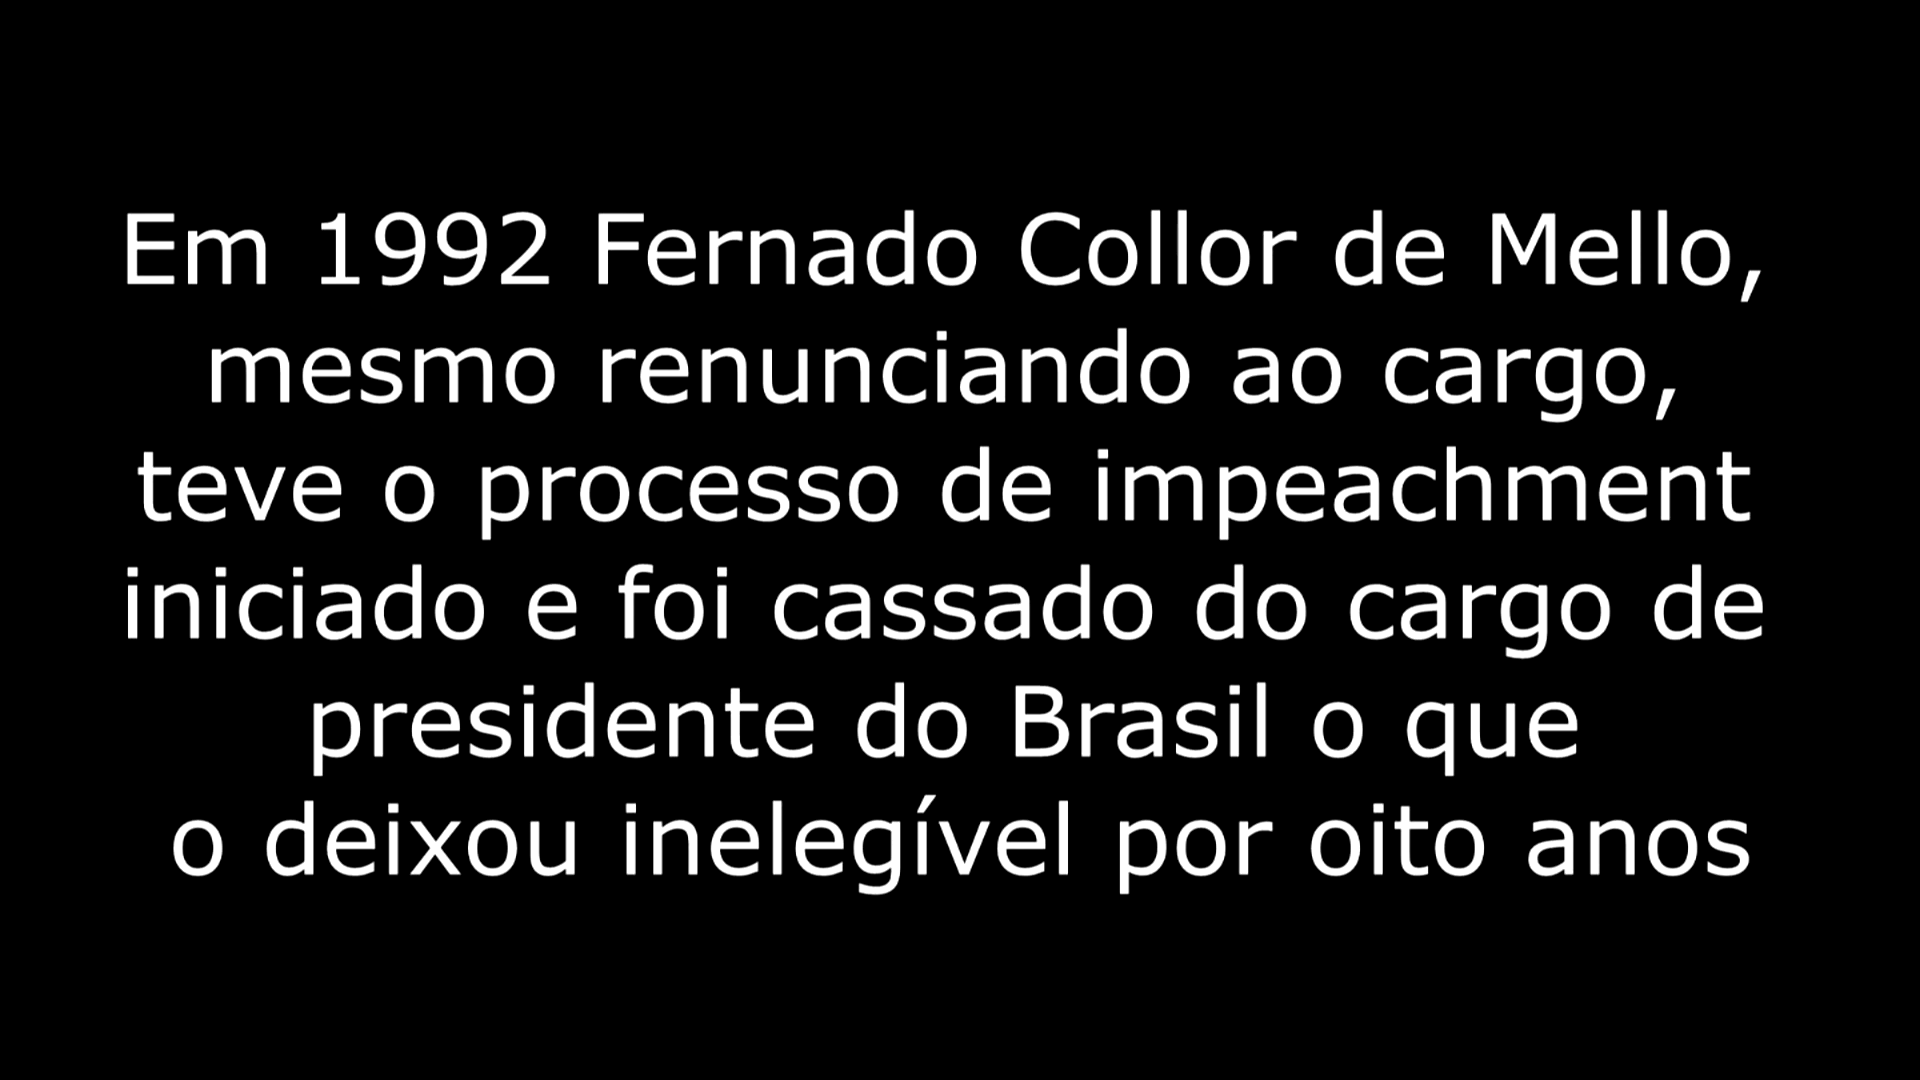 Em 1992 Fernado Collor de Mello,
mesmo renunciando ao cargo,
teve o processo de impeachment
iniciado e foi cassado do cargo de
presidente do Brasil o que
o deixou inelegível por oito anos